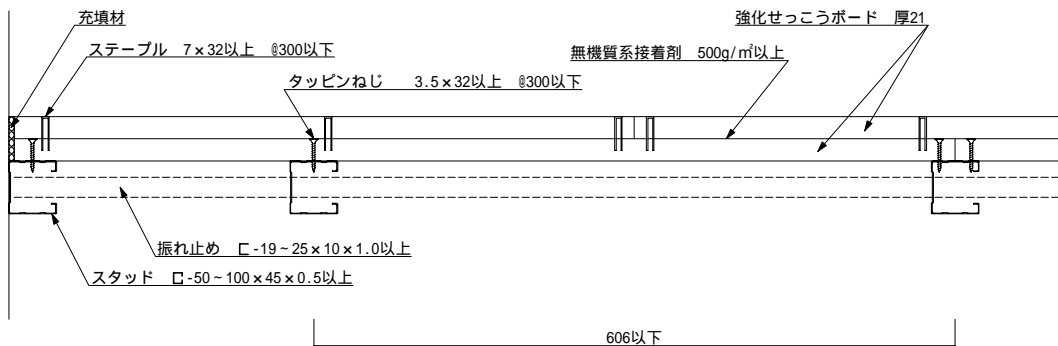 充填材
強化せっこうボード 厚21
ステープル 7×32以上 @300以下
無機質系接着剤 500g/㎡以上
タッピンねじ 3.5×32以上 @300以下
振れ止め ㄈ-19~25×10×1.0以上
スタッド ㄈ-50~100×45×0.5以上
606以下